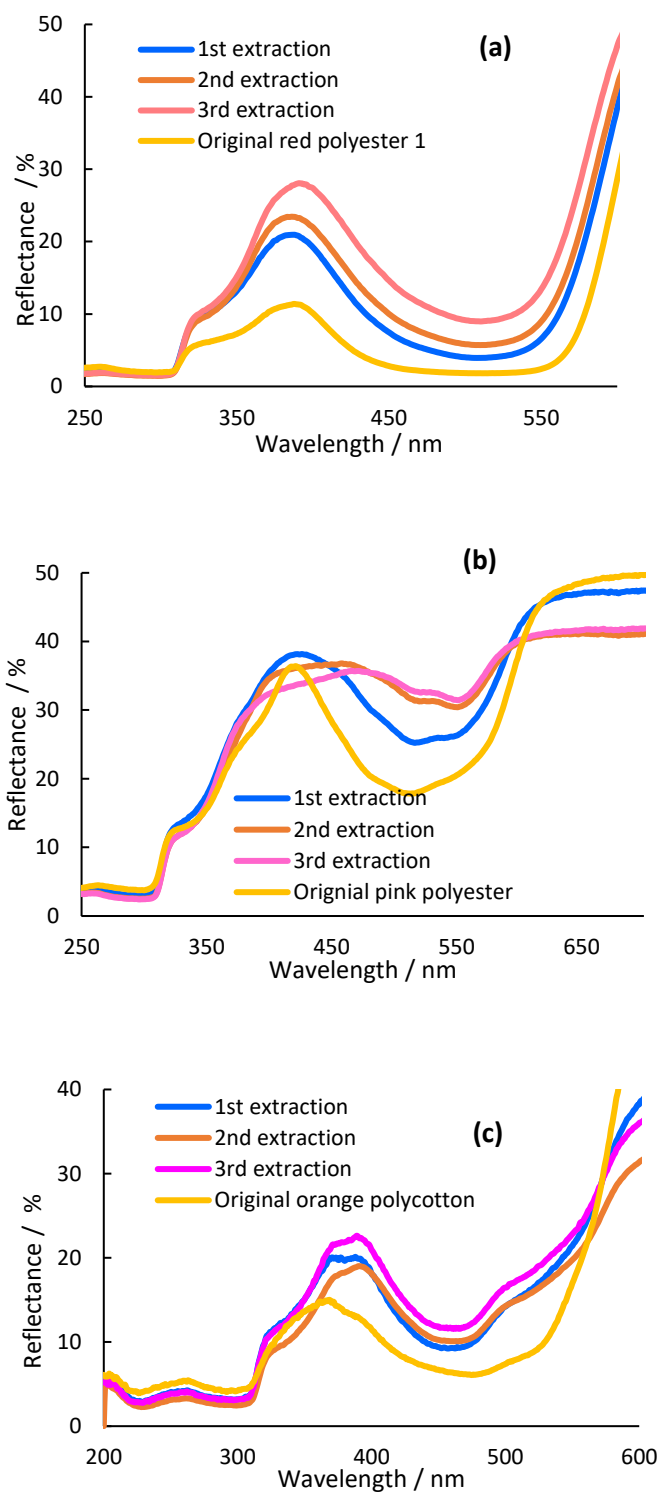 50
(a)
1st extraction
40
2nd extraction
3rd extraction
Original red polyester 1
30
Reflectance / %
20
10
0
250 350 450 550
Wavelength / nm
(b)
50
40
30
Reflectance / %
20
1st extraction
2nd extraction
10
3rd extraction
Orignial pink polyester
0
250 350 450 550 650
Wavelength / nm
40
1st extraction
(c)
2nd extraction
30
3rd extraction
Original orange polycotton
20
Reflectance / %
10
0
200 300 400 500 600
Wavelength / nm